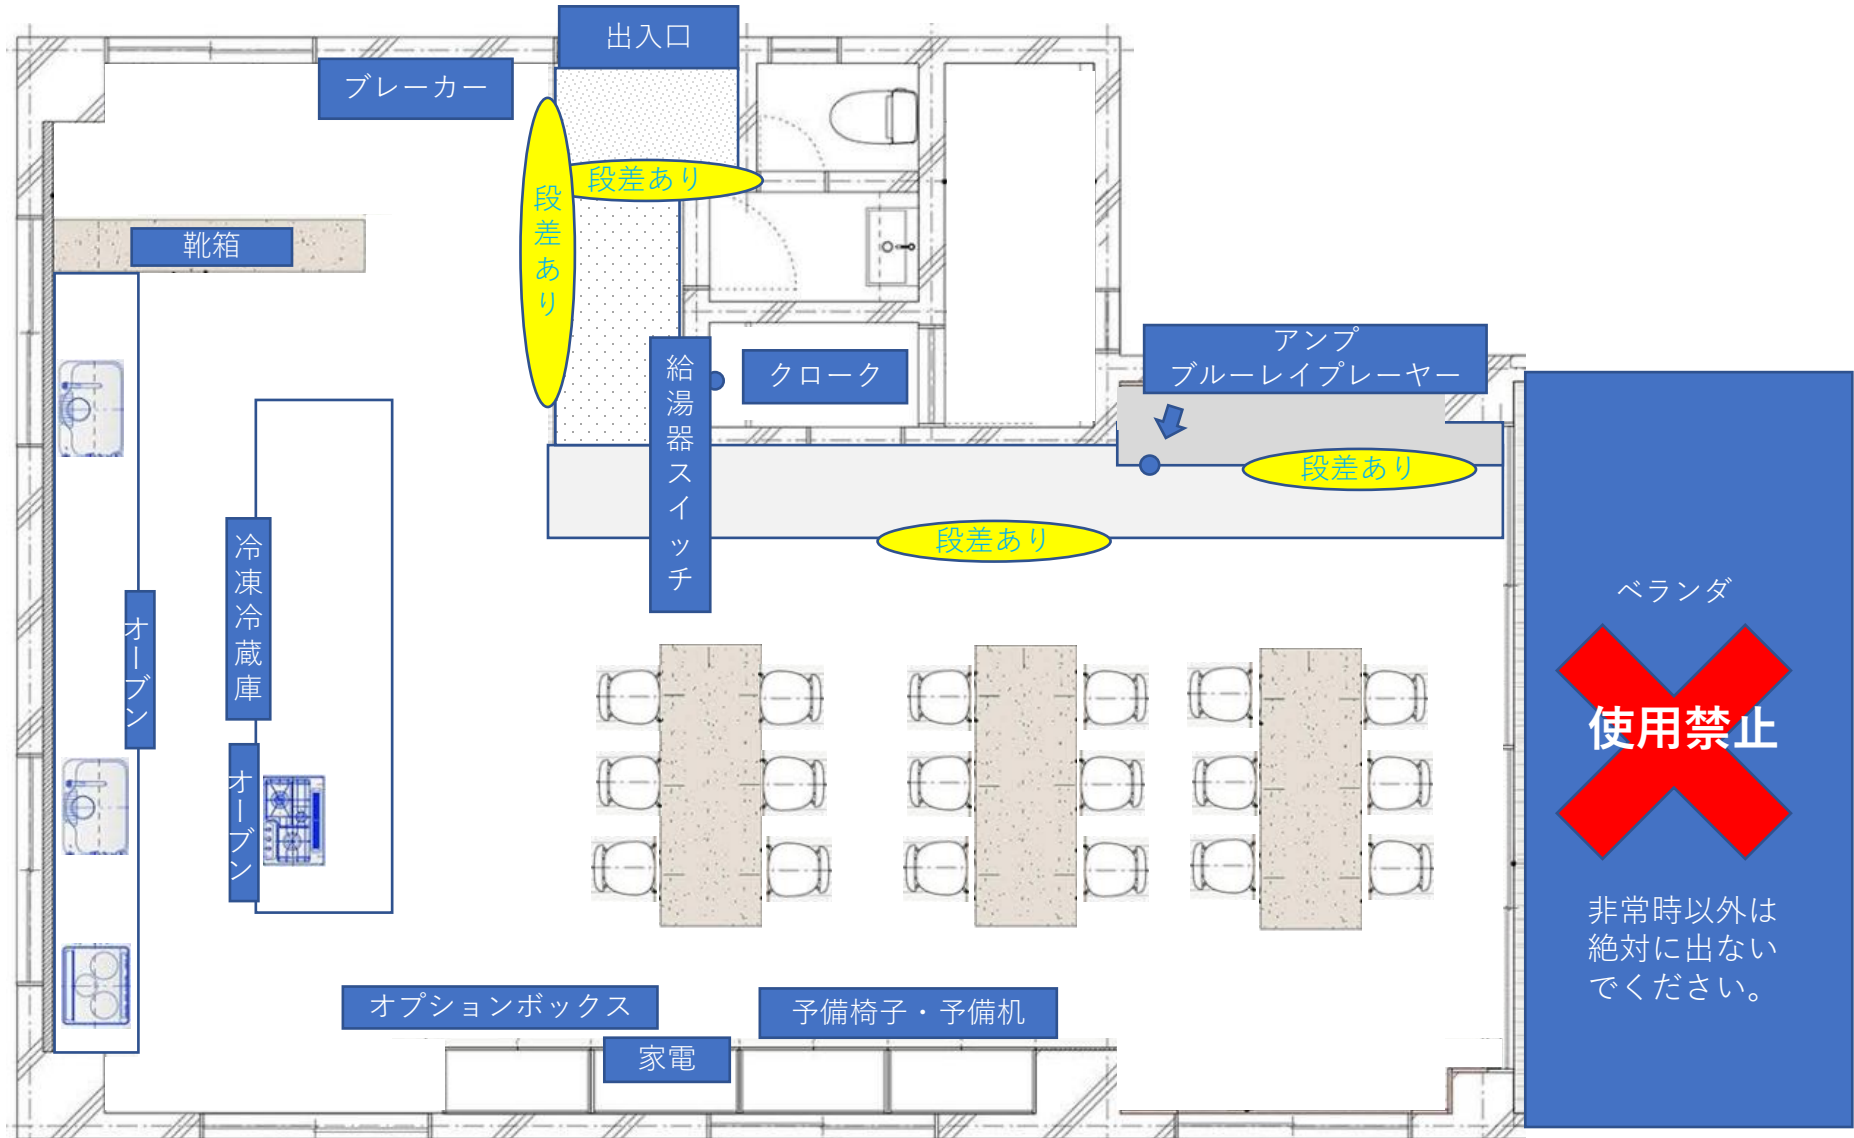 出入口
ブレーカー
段差あり
段差あり
靴箱
アンプ
ブルーレイプレーヤー
クローク
給湯器スイッチ
段差あり
段差あり
冷凍冷蔵庫
オーブン
オーブン
ベランダ
使用禁止
非常時以外は
絶対に出ない
でください。
オプションボックス
予備椅子・予備机
家電